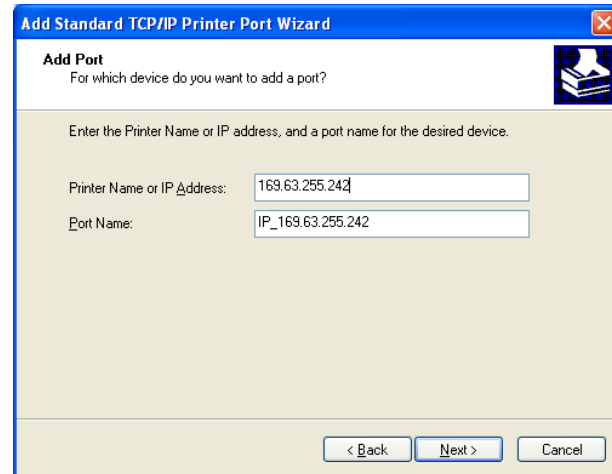 Add Standard TCP/IP Printer Port Wizard
Add Port
For which device do you want to add a port?
Enter the Printer Name or IP address, and a port name for the desired device.
Printer Name or IP Address: 169.63.255.242
Port Name: IP_169.63.255.242
< Back Next > Cancel